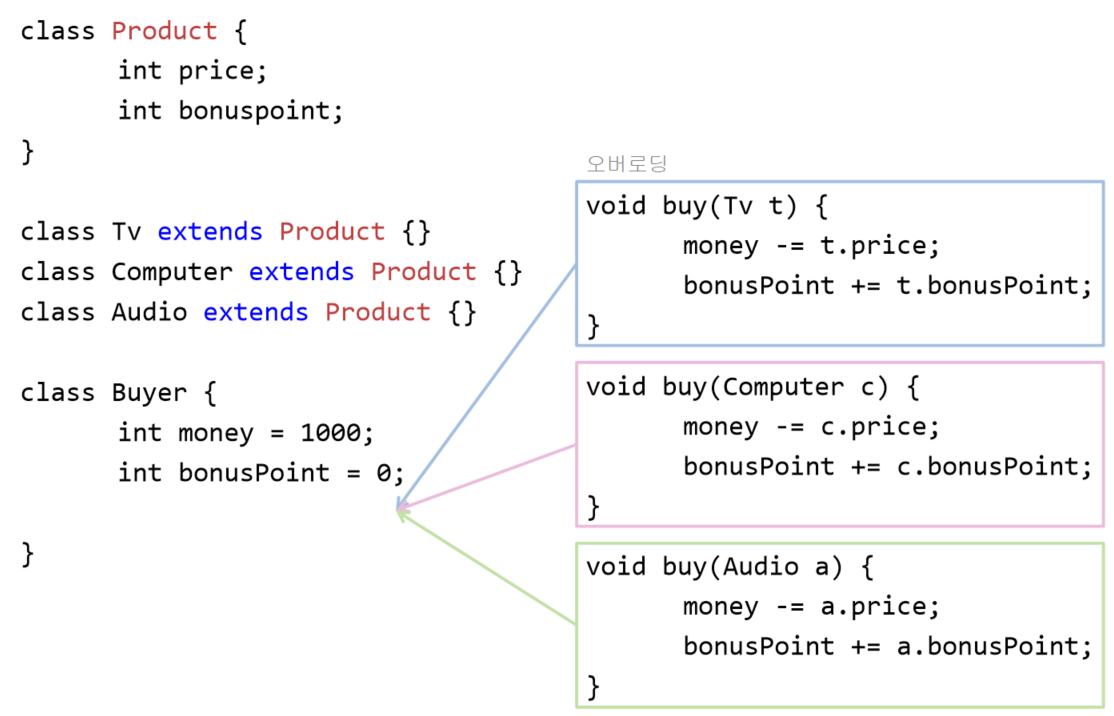 class Product {
int price;
int bonuspoint;
}
class Tv extends Product {}
class Computer extends Product {}
class Audio extends Product {}
class Buyer {
int money = 1000;
int bonusPoint = 0;
}
오버로딩
void buy(Tv t) {
money -= t.price;
bonusPoint += t.bonusPoint;
}
void buy(Computer c) {
money -= c.price;
bonusPoint += c.bonusPoint;
}
void buy(Audio a) {
money -= a.price;
bonusPoint += a.bonusPoint;
}